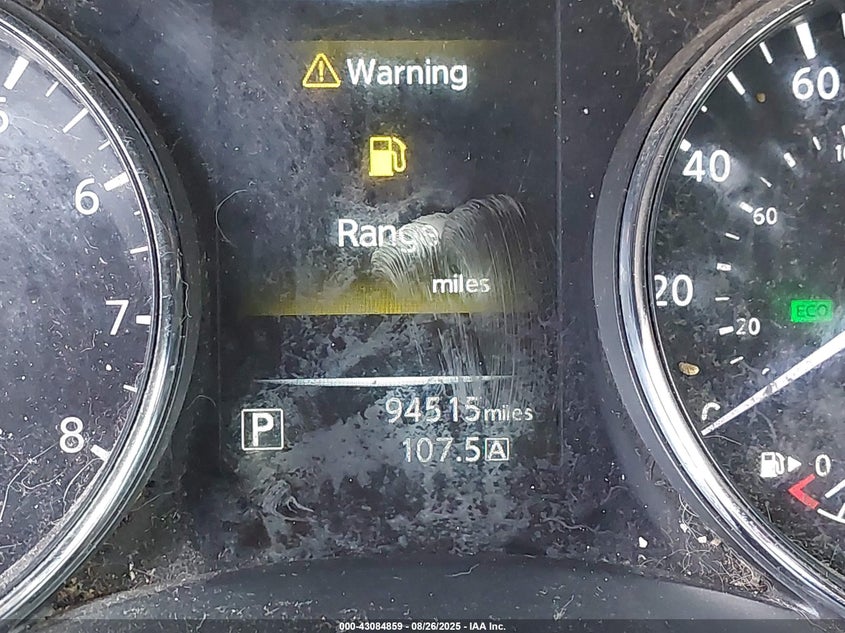 Warning
Range
miles
P
94515 miles
107.5 A
6
7
8
60
40
60
20
20
ECO
0
000-43084859 - 08/26/2025 - IAA Inc.